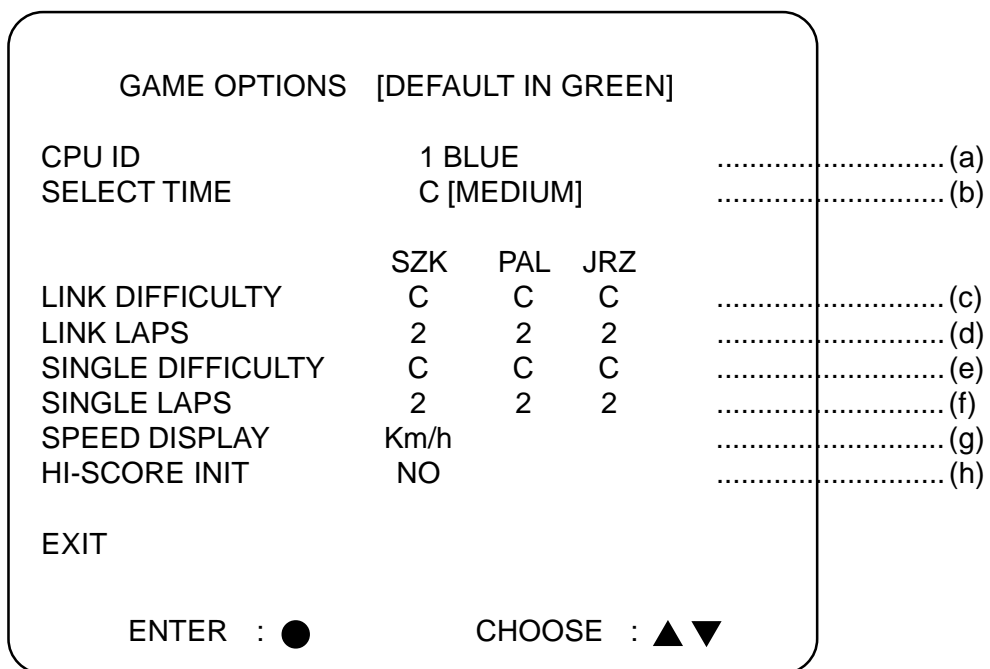 GAME OPTIONS [DEFAULT IN GREEN]
CPU ID 1 BLUE ............................ (a)
SELECT TIME C [MEDIUM] ............................ (b)
SZK PAL JRZ
LINK DIFFICULTY C C C ............................ (c)
LINK LAPS 2 2 2 ............................ (d)
SINGLE DIFFICULTY C C C ............................ (e)
SINGLE LAPS 2 2 2 ............................ (f)
SPEED DISPLAY Km/h ............................ (g)
HI-SCORE INIT NO ............................ (h)
EXIT
ENTER : ● CHOOSE : ▲▼